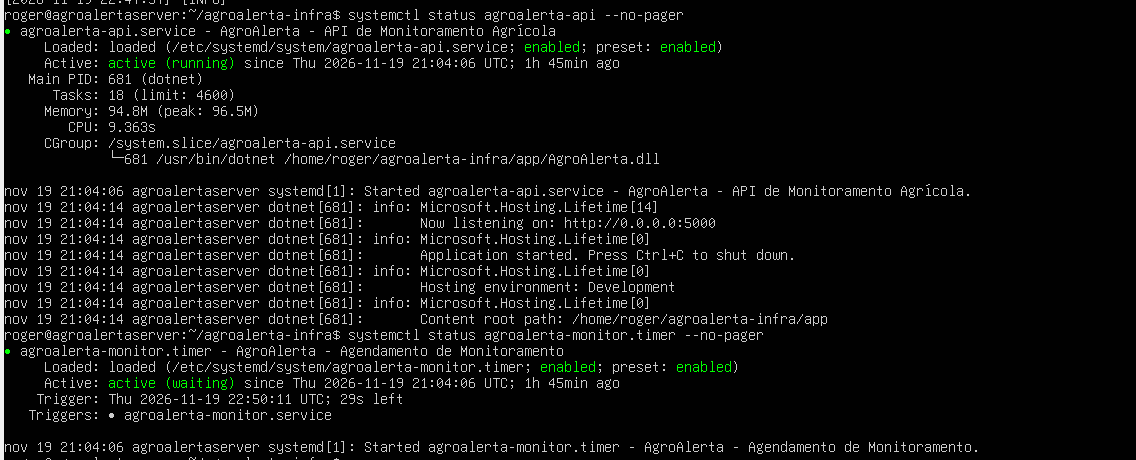 [2026-11-19 22:47:51] [INFO]
roger@agroalertaserver:~/agroalerta-infra$ systemctl status agroalerta-api --no-pager
● agroalerta-api.service - AgroAlerta - API de Monitoramento Agrícola
Loaded: loaded (/etc/systemd/system/agroalerta-api.service; enabled; preset: enabled)
Active: active (running) since Thu 2026-11-19 21:04:06 UTC; 1h 45min ago
Main PID: 681 (dotnet)
Tasks: 18 (limit: 4600)
Memory: 94.8M (peak: 96.5M)
CPU: 9.363s
CGroup: /system.slice/agroalerta-api.service
└─681 /usr/bin/dotnet /home/roger/agroalerta-infra/app/AgroAlerta.dll
nov 19 21:04:06 agroalertaserver systemd[1]: Started agroalerta-api.service - AgroAlerta - API de Monitoramento Agrícola.
nov 19 21:04:14 agroalertaserver dotnet[681]: info: Microsoft.Hosting.Lifetime[14]
nov 19 21:04:14 agroalertaserver dotnet[681]: Now listening on: http://0.0.0.0:5000
nov 19 21:04:14 agroalertaserver dotnet[681]: info: Microsoft.Hosting.Lifetime[0]
nov 19 21:04:14 agroalertaserver dotnet[681]: Application started. Press Ctrl+C to shut down.
nov 19 21:04:14 agroalertaserver dotnet[681]: info: Microsoft.Hosting.Lifetime[0]
nov 19 21:04:14 agroalertaserver dotnet[681]: Hosting environment: Development
nov 19 21:04:14 agroalertaserver dotnet[681]: info: Microsoft.Hosting.Lifetime[0]
nov 19 21:04:14 agroalertaserver dotnet[681]: Content root path: /home/roger/agroalerta-infra/app
roger@agroalertaserver:~/agroalerta-infra$ systemctl status agroalerta-monitor.timer --no-pager
● agroalerta-monitor.timer - AgroAlerta - Agendamento de Monitoramento
Loaded: loaded (/etc/systemd/system/agroalerta-monitor.timer; enabled; preset: enabled)
Active: active (waiting) since Thu 2026-11-19 21:04:06 UTC; 1h 45min ago
Trigger: Thu 2026-11-19 22:50:11 UTC; 29s left
Triggers: ● agroalerta-monitor.service
nov 19 21:04:06 agroalertaserver systemd[1]: Started agroalerta-monitor.timer - AgroAlerta - Agendamento de Monitoramento.